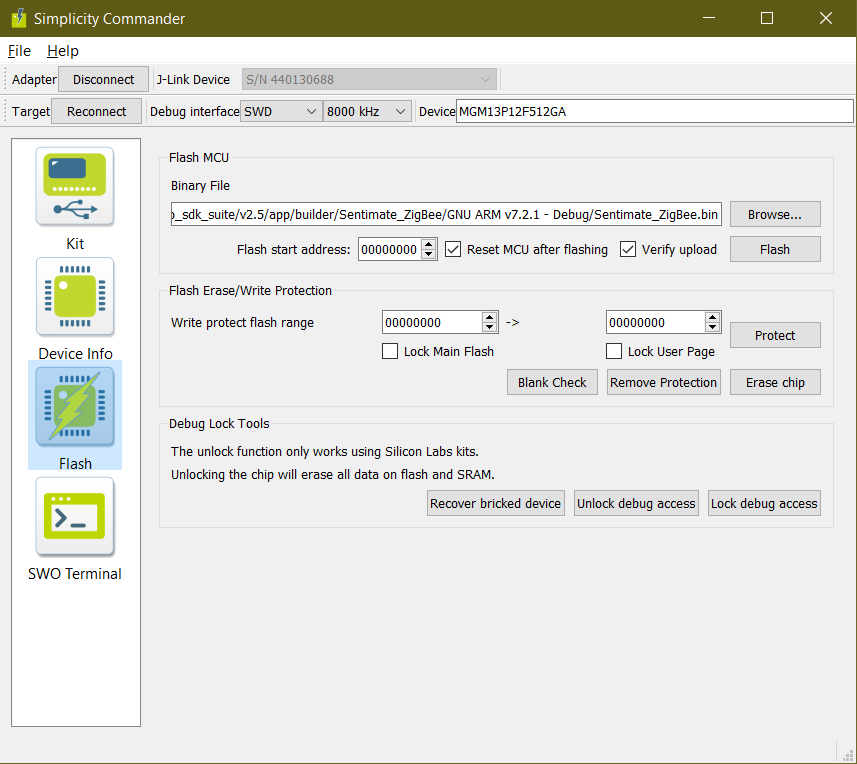 Simplicity Commander
File Help
Adapter Disconnect J-Link Device S/N 440130688
Target Reconnect Debug interface SWD 8000 kHz Device MGM13P12F512GA
Kit
Device Info
Flash
SWO Terminal
Flash MCU
Binary File
_sdk_suite/v2.5/app/builder/Sentimate_ZigBee/GNU ARM v7.2.1 - Debug/Sentimate_ZigBee.bin Browse...
Flash start address: 00000000 Reset MCU after flashing Verify upload Flash
Flash Erase/Write Protection
Write protect flash range 00000000 -> 00000000 Protect
Lock Main Flash Lock User Page
Blank Check Remove Protection Erase chip
Debug Lock Tools
The unlock function only works using Silicon Labs kits.
Unlocking the chip will erase all data on flash and SRAM.
Recover bricked device Unlock debug access Lock debug access